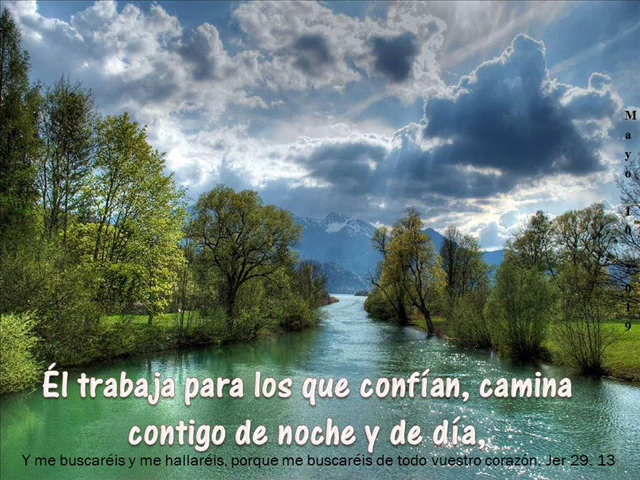 Él trabaja para los que confían, camina
contigo de noche y de día,
Y me buscaréis y me hallaréis, porque me buscaréis de todo vuestro corazón. Jer 29. 13
Mayo 10